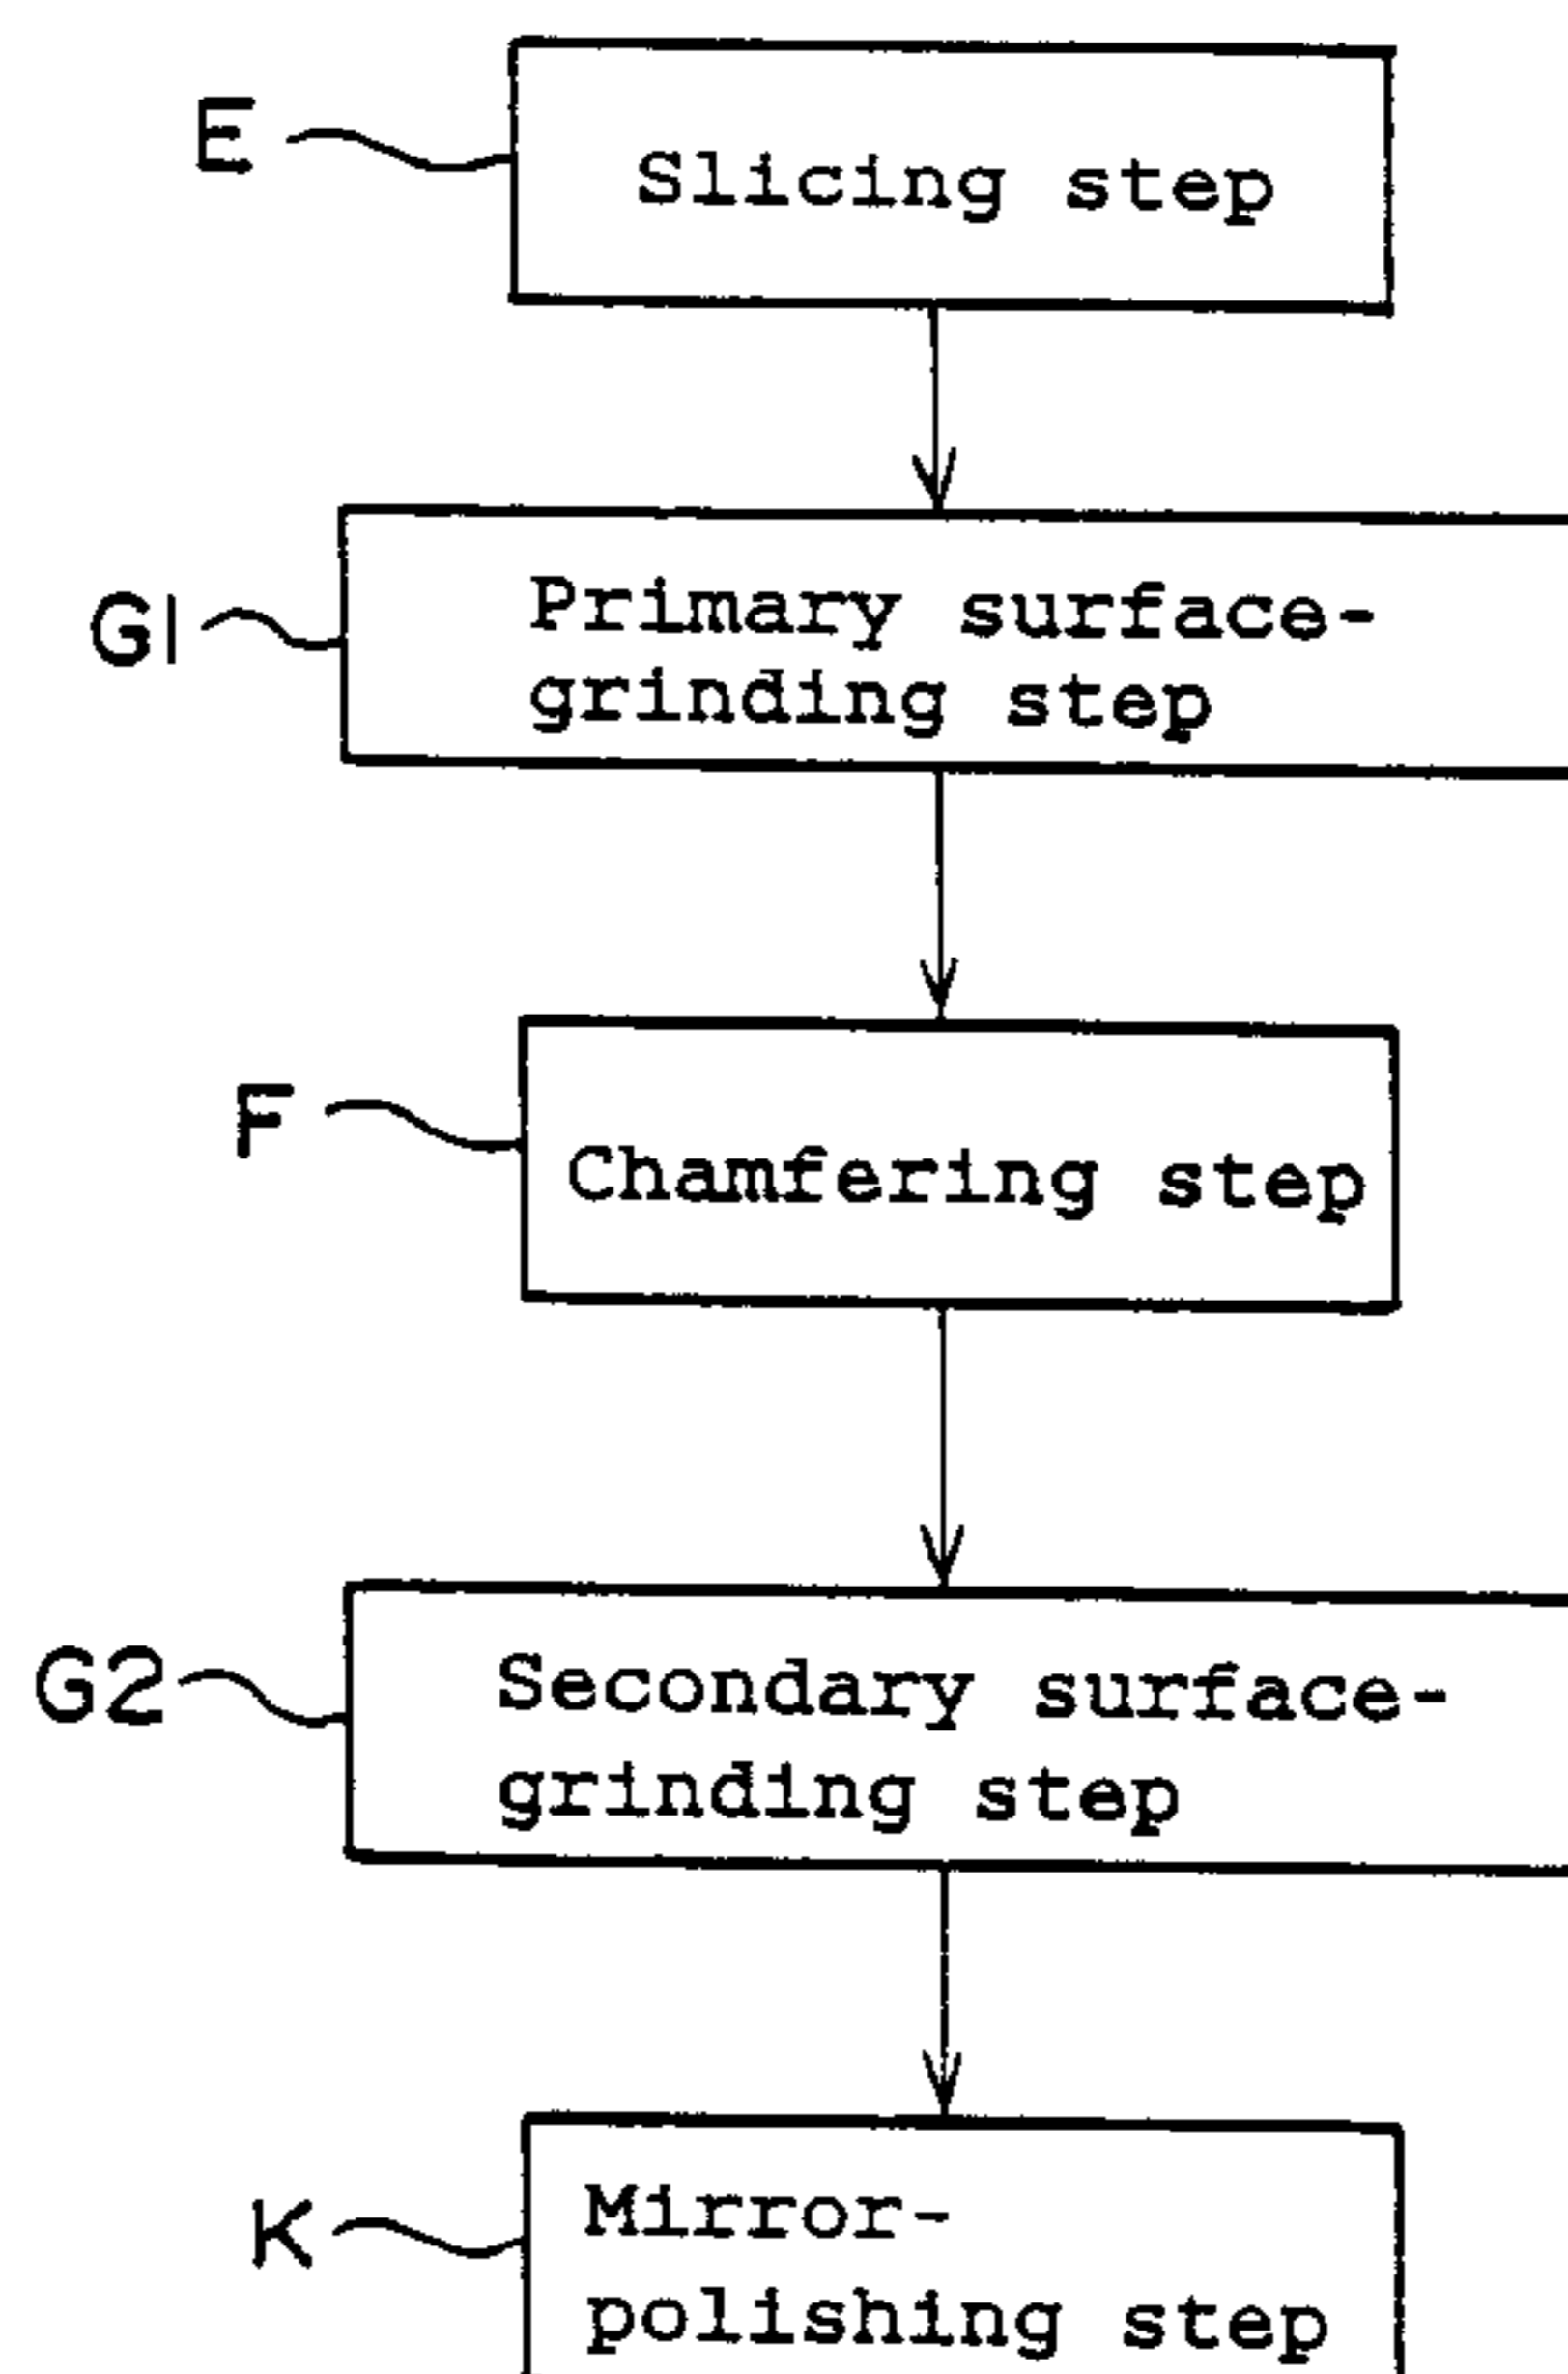 E
Slicing step
G1
Primary surface-
grinding step
F
Chamfering step
G2
Secondary surface-
grinding step
K
Mirror-
polishing step